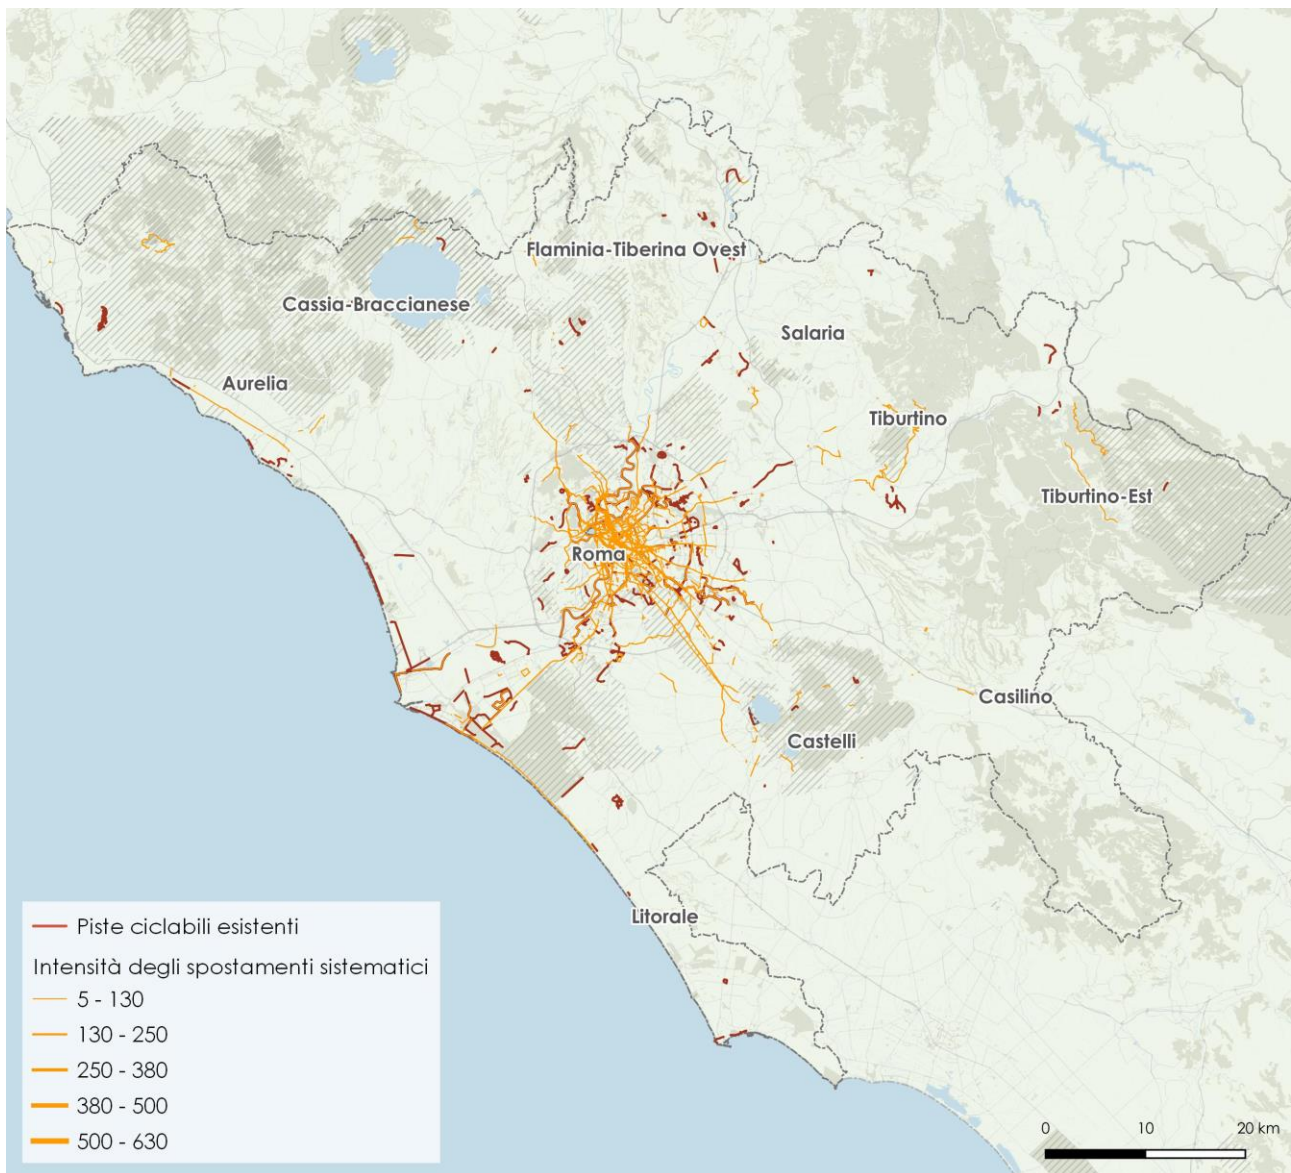 Flaminia-Tiberina Ovest
Cassia-Braccianese
Salaria
Aurelia
Tiburtino
Tiburtino-Est
Roma
Casilino
Castelli
Litorale
Piste ciclabili esistenti
Intensità degli spostamenti sistematici
5 - 130
130 - 250
250 - 380
380 - 500
500 - 630
0 10 20 km